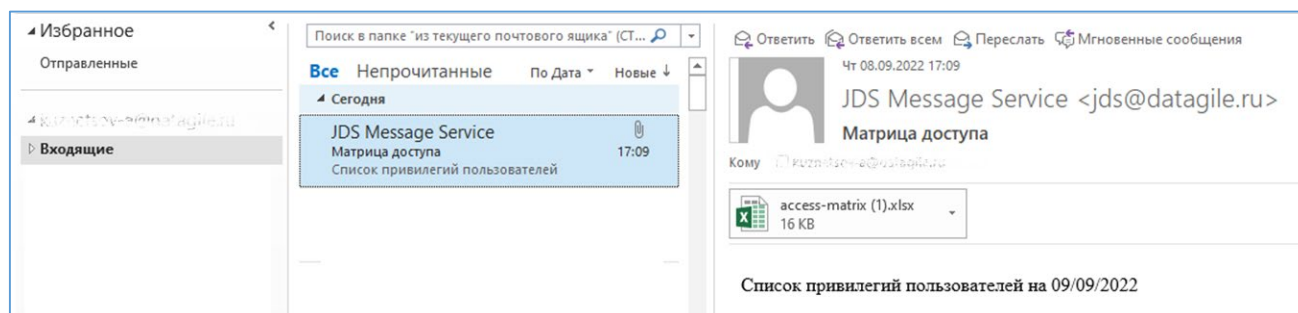 Избранное
Отправленные
Входящие
Поиск в папке "из текущего почтового ящика" (СТ...
Все Непрочитанные По Дата Новые ↓
Сегодня
JDS Message Service
Матрица доступа 17:09
Список привилегий пользователей
Ответить Ответить всем Переслать Мгновенные сообщения
Чт 08.09.2022 17:09
JDS Message Service <jds@datagile.ru>
Матрица доступа
Кому
access-matrix (1).xlsx
16 KB
Список привилегий пользователей на 09/09/2022